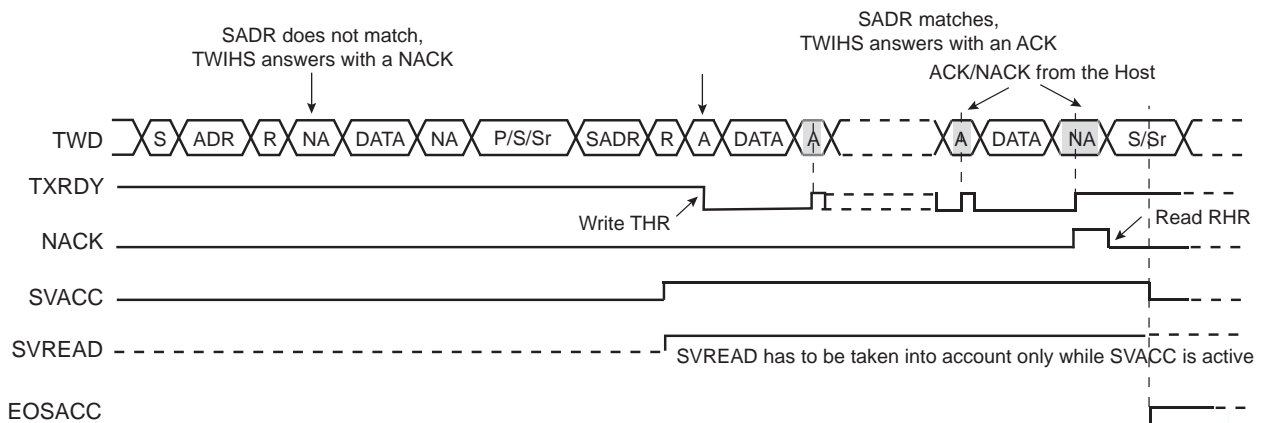 SADR does not match,
TWIHS answers with a NACK
SADR matches,
TWIHS answers with an ACK
ACK/NACK from the Host
TWD S ADR R NA DATA NA P/S/Sr SADR R A DATA A A DATA NA S/Sr
TXRDY
Write THR
Read RHR
NACK
SVACC
SVREAD
SVREAD has to be taken into account only while SVACC is active
EOSACC